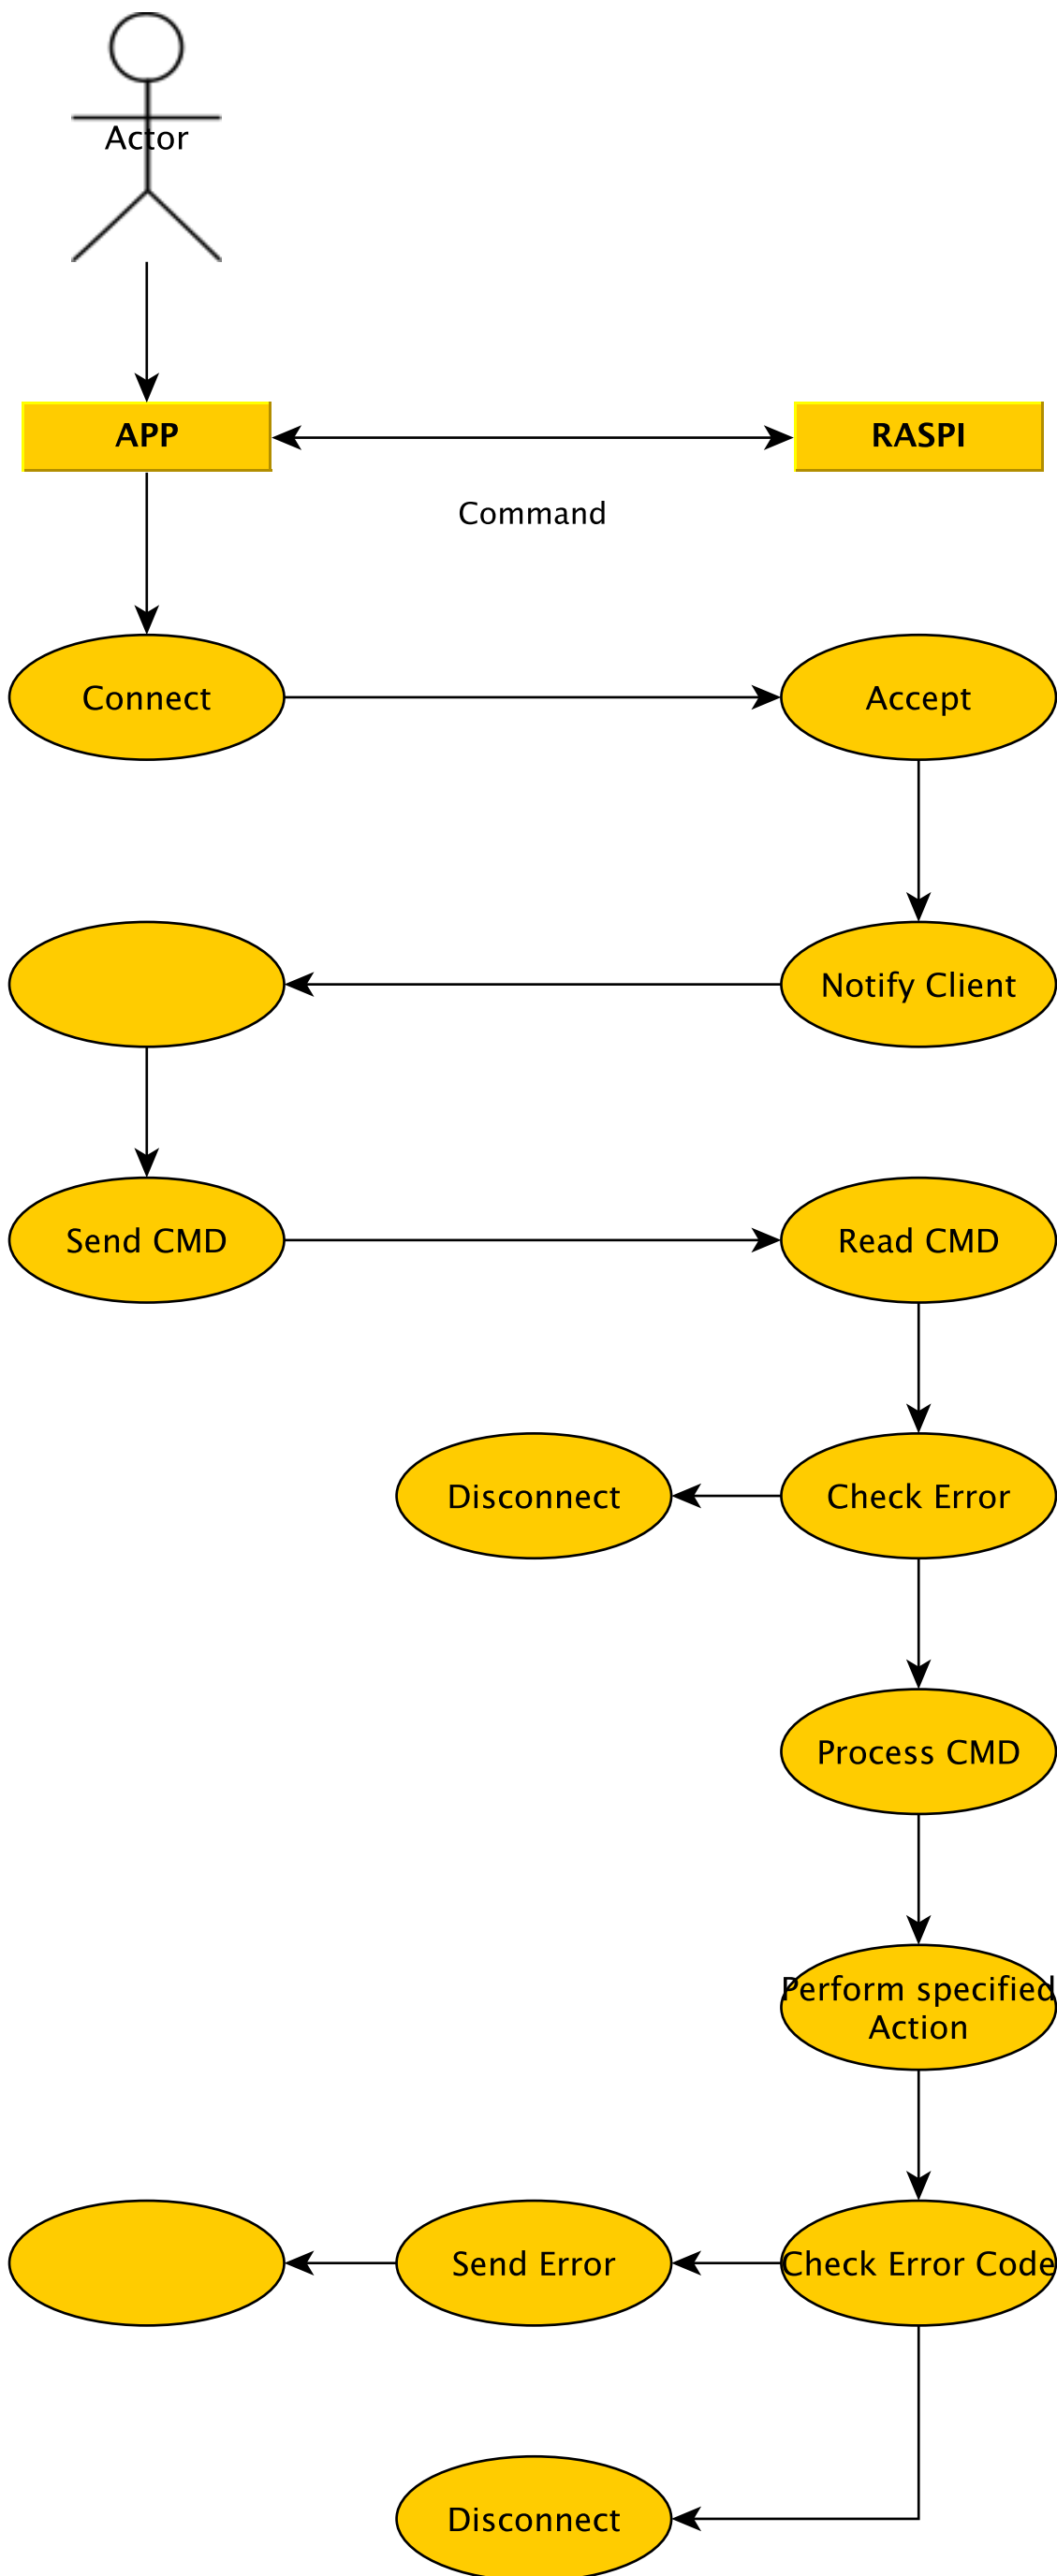 Actor
APP
RASPI
Command
Connect
Accept
Notify Client
Send CMD
Read CMD
Disconnect
Check Error
Process CMD
Perform specified
Action
Send Error
Check Error Code
Disconnect